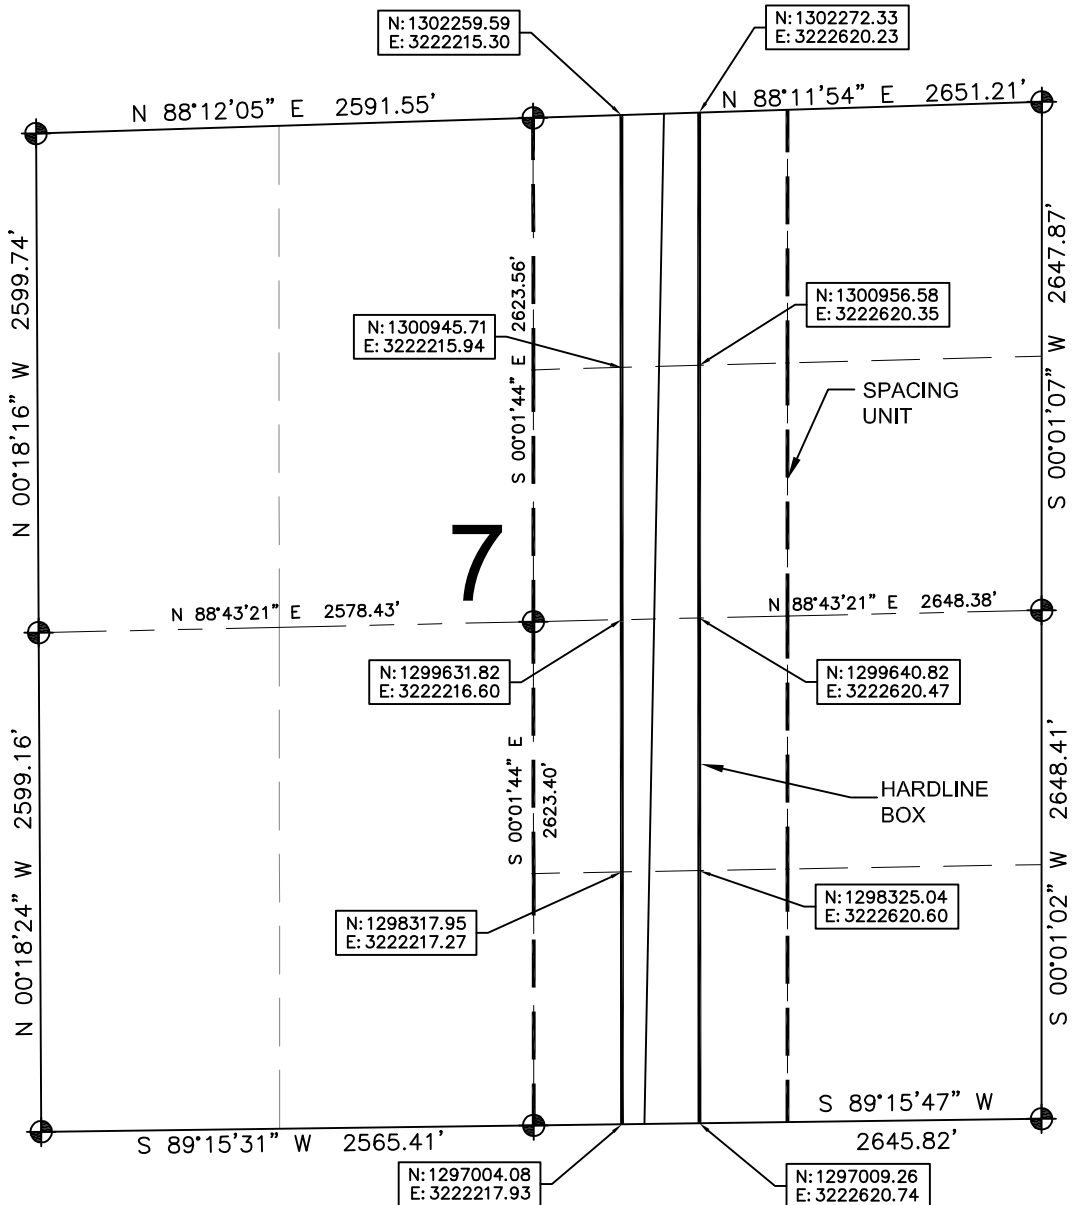 N:1302259.59
E: 3222215.30
N:1302272.33
E: 3222620.23
N 88°12'05" E 2591.55'
N 88°11'54" E 2651.21'
N 00°18'16" W 2599.74'
S 00°01'44" E 2623.56'
S 00°01'07" W 2647.87'
N:1300945.71
E: 3222215.94
N:1300956.58
E: 3222620.35
SPACING
UNIT
7
N 88°43'21" E 2578.43'
N 88°43'21" E 2648.38'
N:1299631.82
E: 3222216.60
N:1299640.82
E: 3222620.47
N 00°18'24" W 2599.16'
S 00°01'44" E
2623.40'
HARDLINE
BOX
S 00°01'02" W 2648.41'
N:1298317.95
E: 3222217.27
N:1298325.04
E: 3222620.60
S 89°15'31" W 2565.41'
S 89°15'47" W
2645.82'
N:1297004.08
E: 3222217.93
N:1297009.26
E: 3222620.74